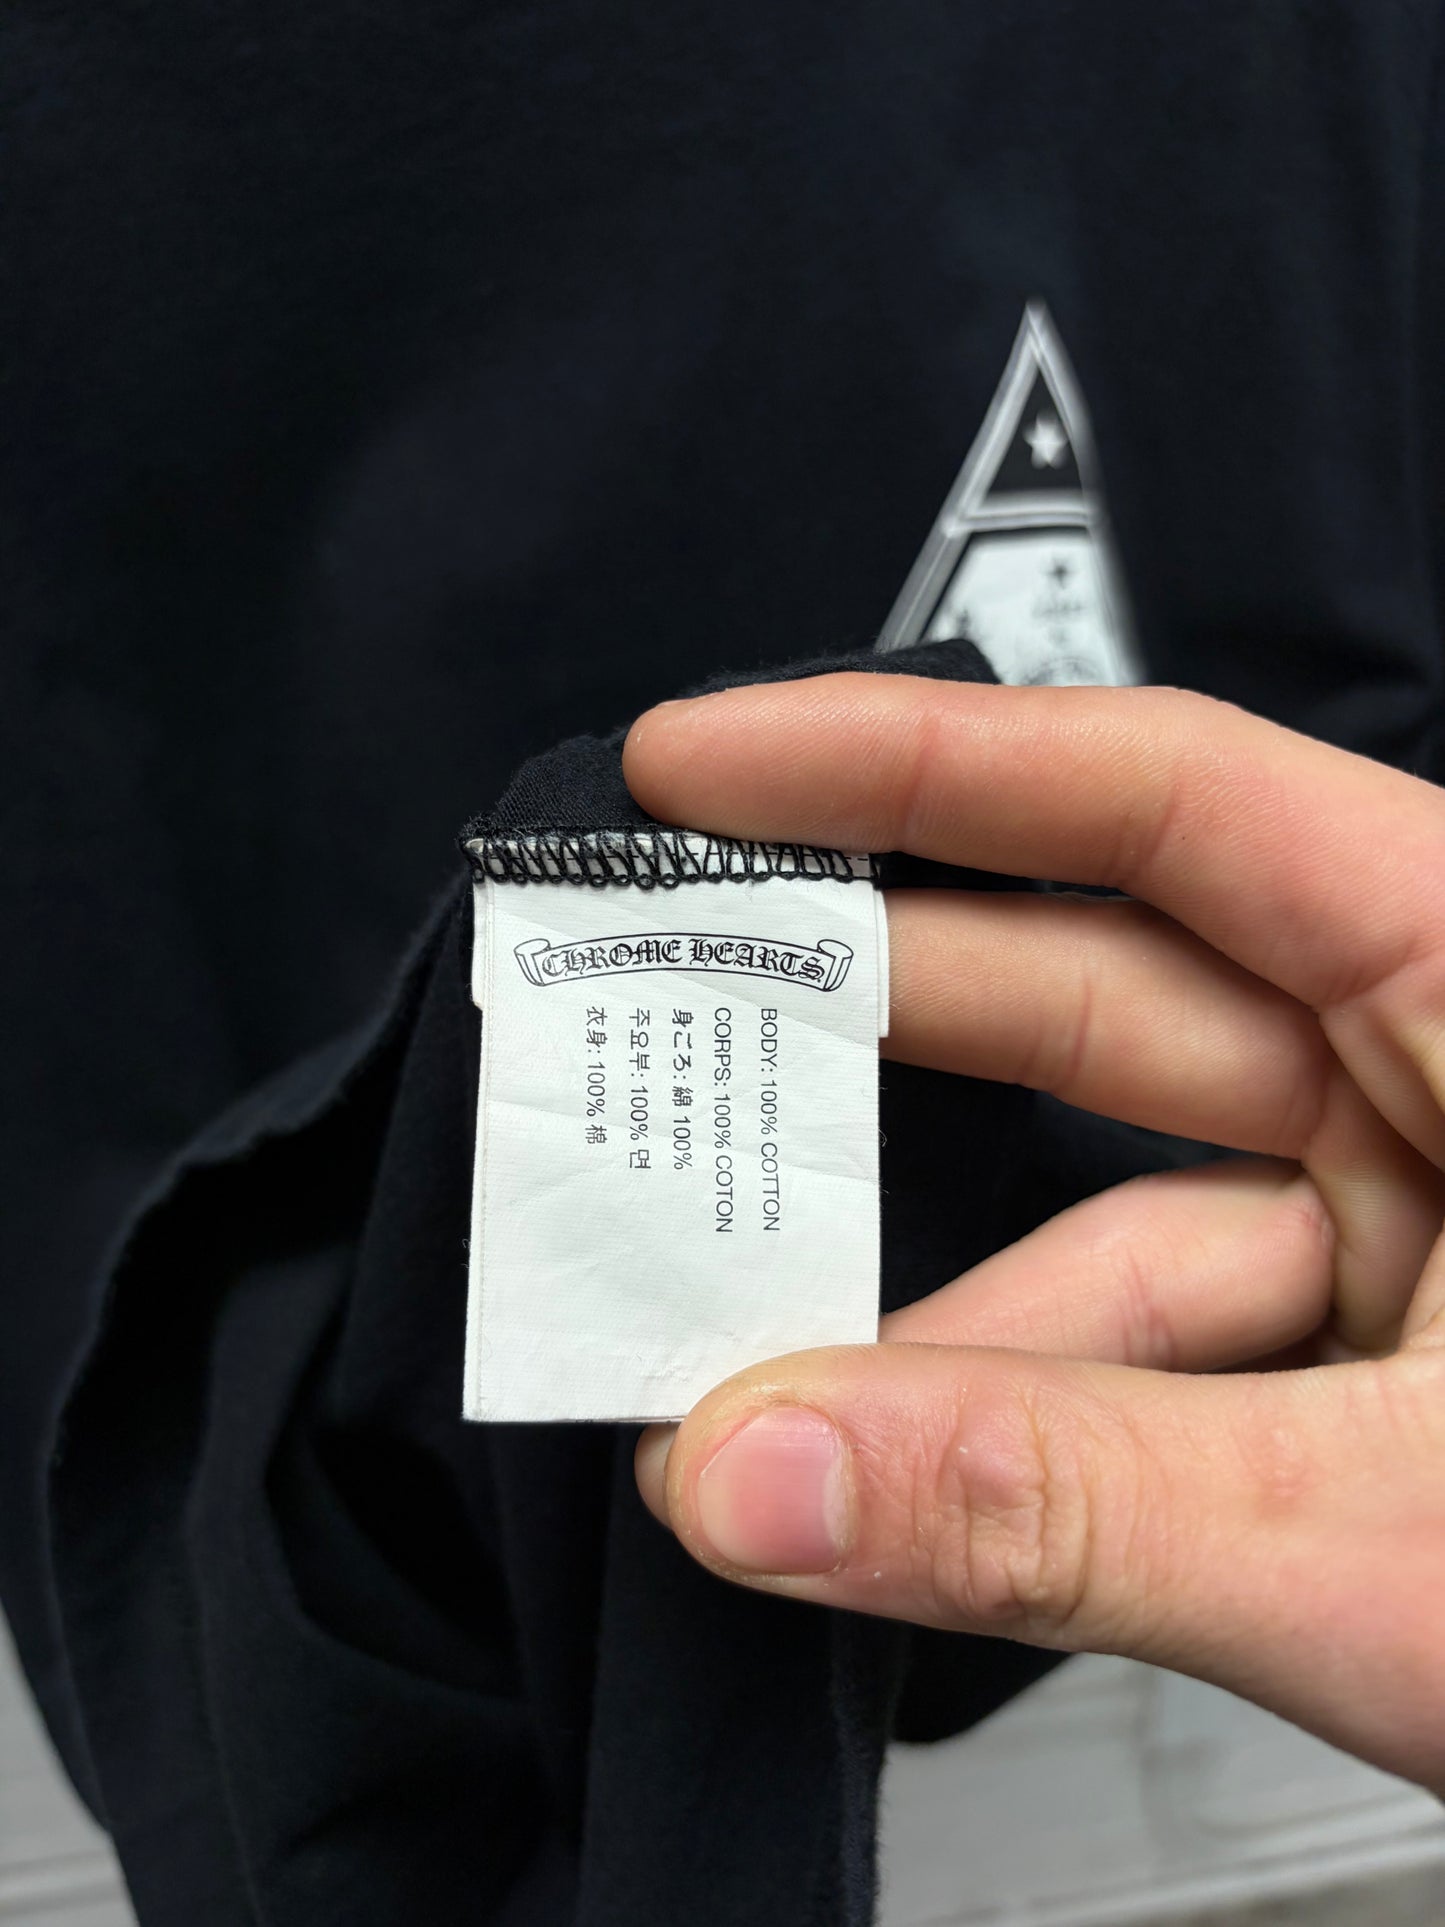 CHROME HEARTS
BODY: 100% COTTON
CORPS: 100% COTON
身ごろ: 綿 100%
주요부: 100% 면
衣身: 100% 棉